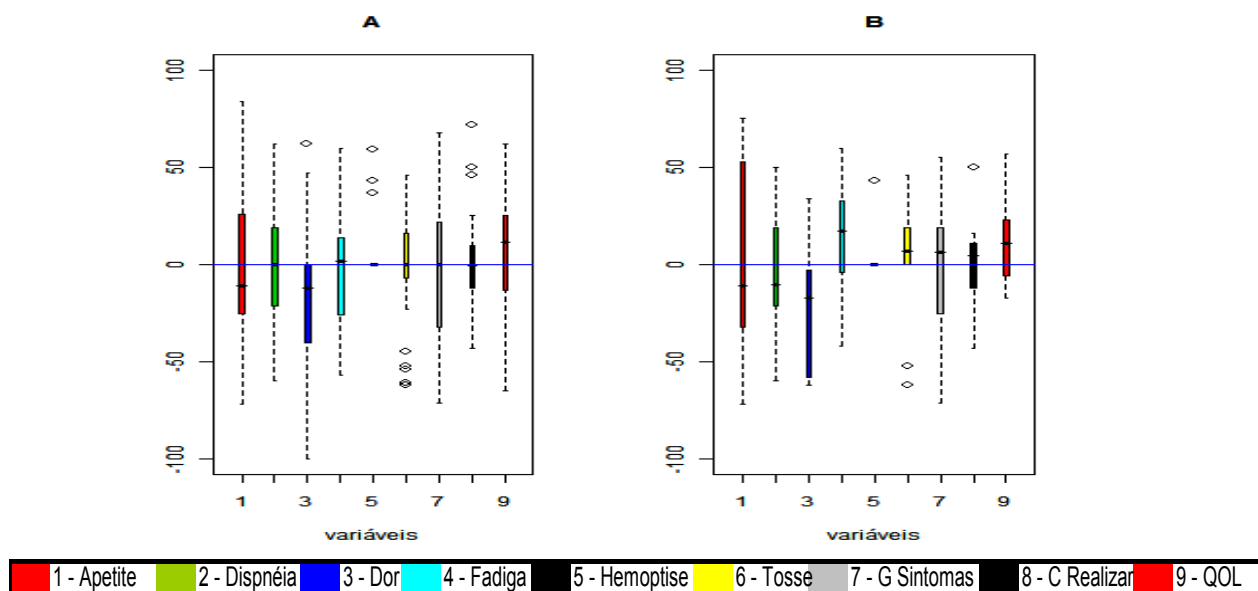 A
B
100
50
0
-50
-100
1 3 5 7 9
variáveis
100
50
0
-50
-100
1 3 5 7 9
variáveis
1 - Apetite 2 - Dispnéia 3 - Dor 4 - Fadiga 5 - Hemoptise 6 - Tosse 7 - G Sintomas 8 - C Realizar 9 - QOL